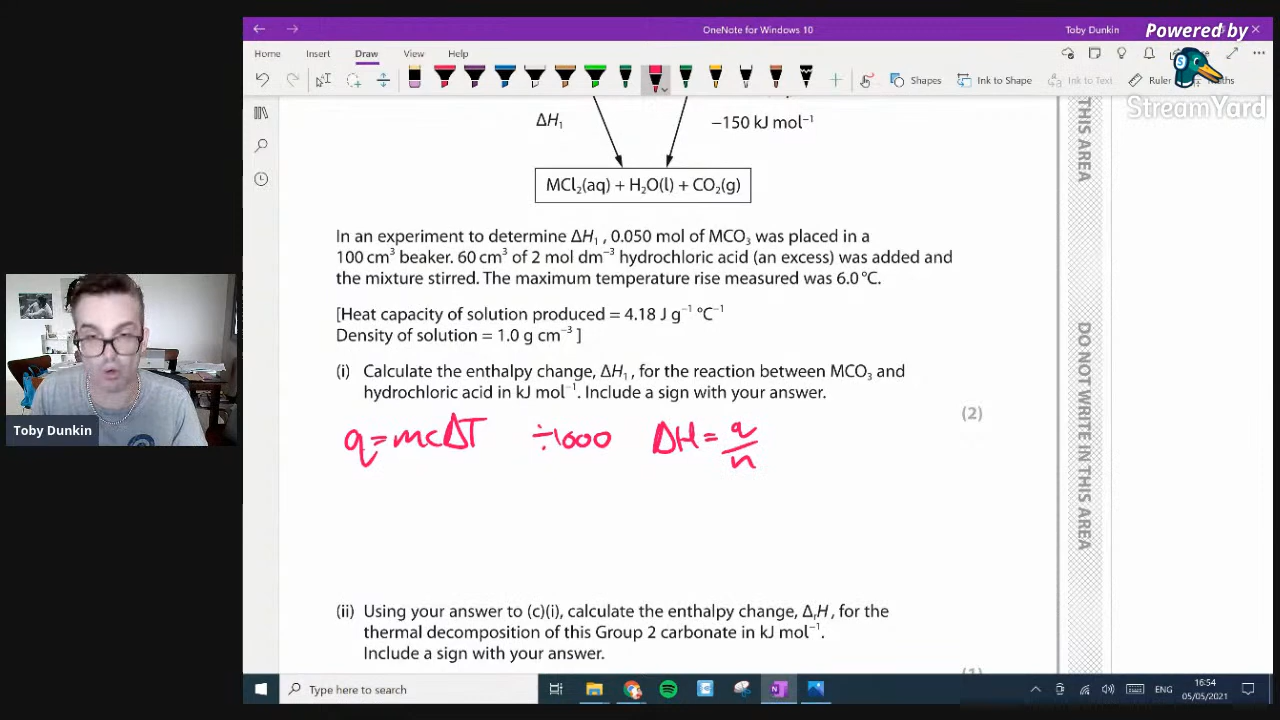 OneNote for Windows 10
Toby Dunkin
Powered by
StreamYard
Home Insert Draw View Help
Shapes Ink to Shape Ink to Text Ruler
ΔH₁
−150 kJ mol⁻¹
MCl₂(aq) + H₂O(l) + CO₂(g)
In an experiment to determine ΔH₁ , 0.050 mol of MCO₃ was placed in a
100 cm³ beaker. 60 cm³ of 2 mol dm⁻³ hydrochloric acid (an excess) was added and
the mixture stirred. The maximum temperature rise measured was 6.0 °C.
[Heat capacity of solution produced = 4.18 J g⁻¹ °C⁻¹
Density of solution = 1.0 g cm⁻³ ]
(i) Calculate the enthalpy change, ΔH₁, for the reaction between MCO₃ and
hydrochloric acid in kJ mol⁻¹. Include a sign with your answer.
(2)
q=mcΔT ÷1000 ΔH = q/n
(ii) Using your answer to (c)(i), calculate the enthalpy change, ΔᵣH, for the
thermal decomposition of this Group 2 carbonate in kJ mol⁻¹.
Include a sign with your answer.
THIS AREA
DO NOT WRITE IN THIS AREA
Toby Dunkin
Type here to search
ENG
16:54
05/05/2021